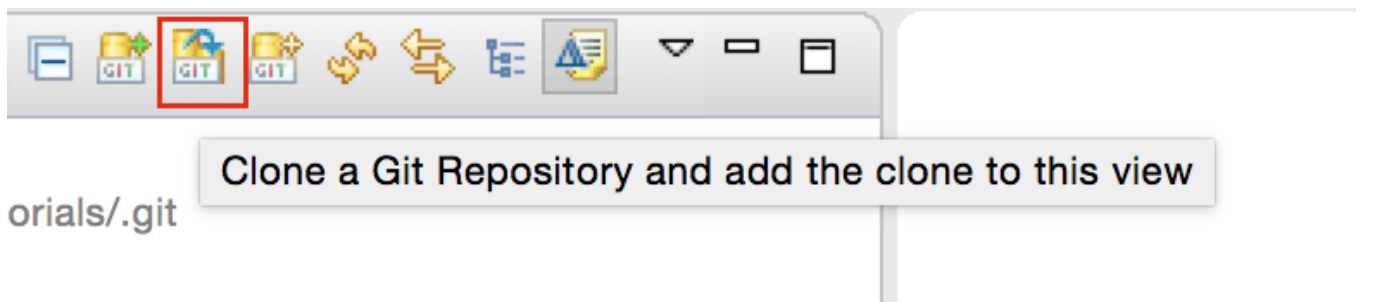 GIT GIT GIT
Clone a Git Repository and add the clone to this view
orials/.git